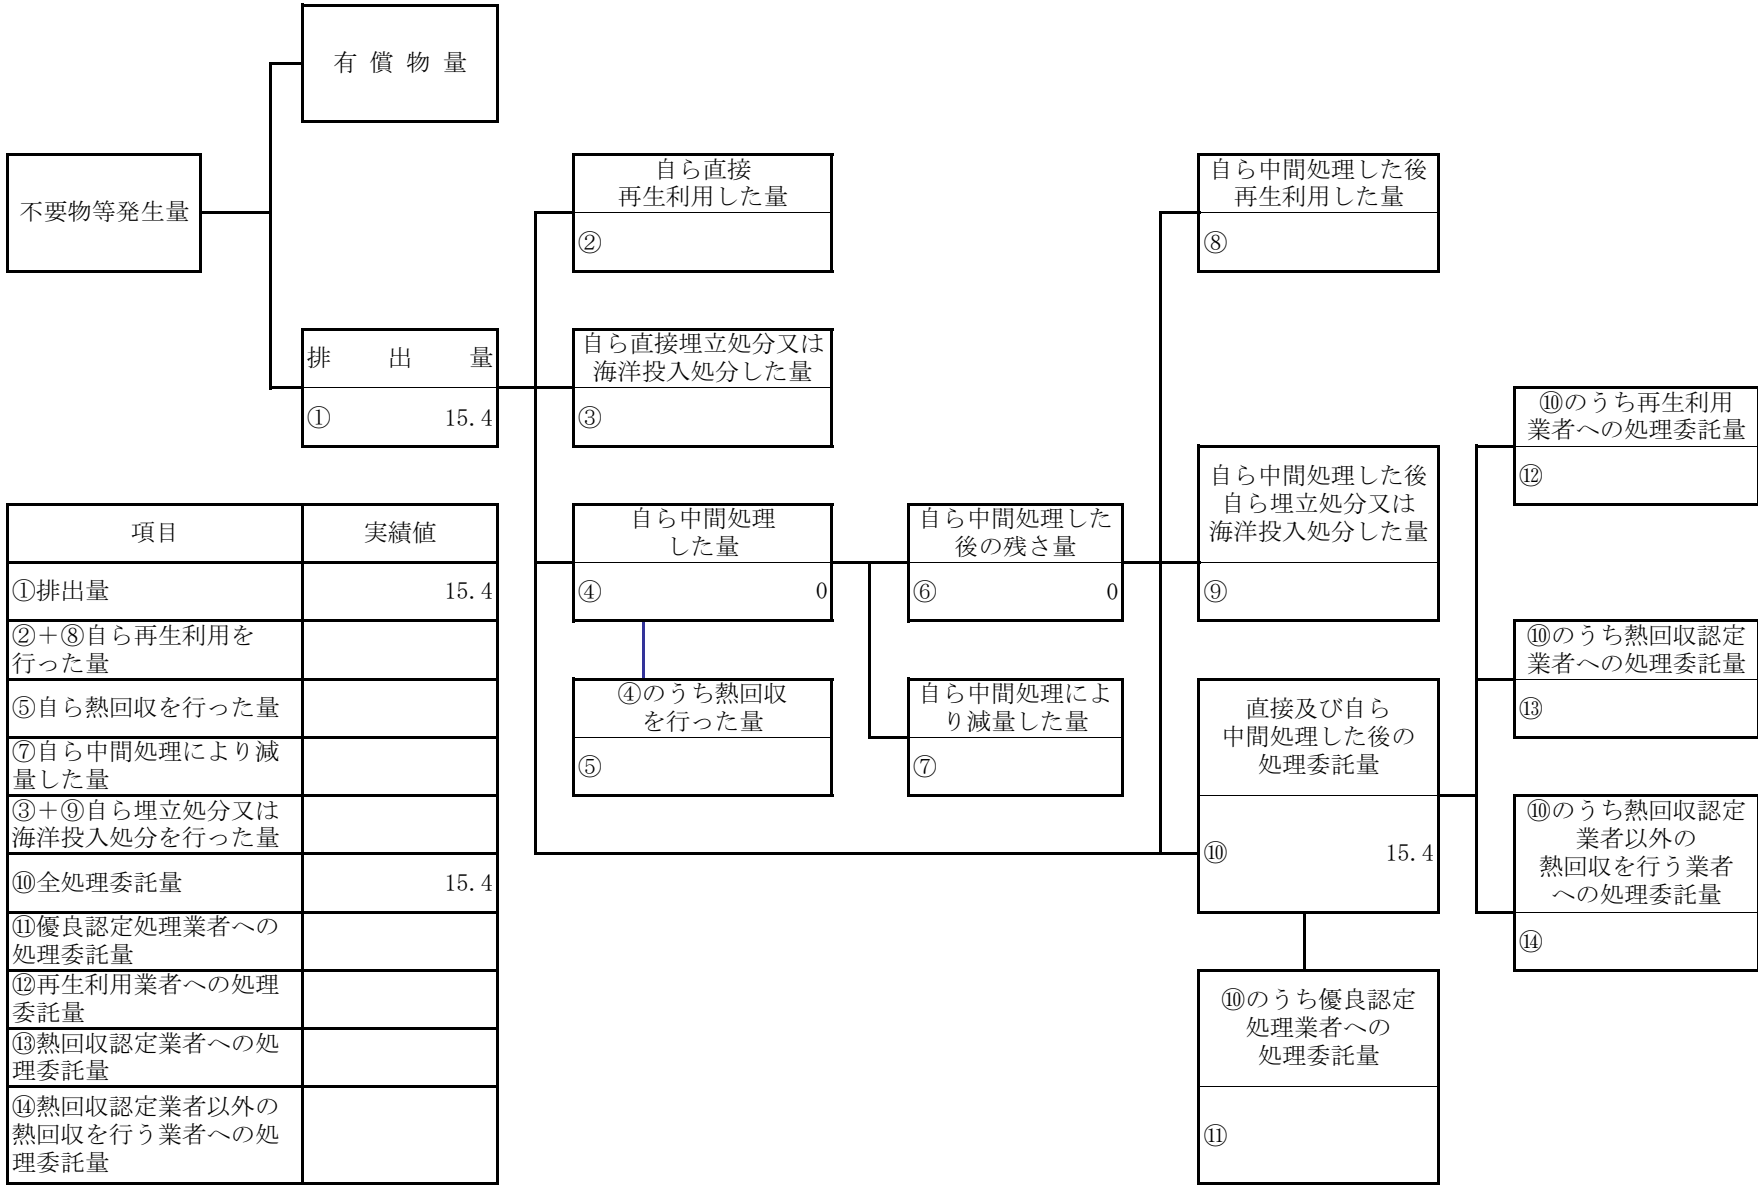 有 償 物 量
不要物等発生量
自ら直接
再生利用した量
②
自ら中間処理した後
再生利用した量
⑧
排 出 量
① 15.4
自ら直接埋立処分又は
海洋投入処分した量
③
⑩のうち再生利用
業者への処理委託量
⑫
自ら中間処理した後
自ら埋立処分又は
海洋投入処分した量
⑨
自ら中間処理
した量
④ 0
自ら中間処理した
後の残さ量
⑥ 0
⑩のうち熱回収認定
業者への処理委託量
⑬
④のうち熱回収
を行った量
⑤
自ら中間処理によ
り減量した量
⑦
直接及び自ら
中間処理した後の
処理委託量
⑩ 15.4
⑩のうち熱回収認定
業者以外の
熱回収を行う業者
への処理委託量
⑭
⑩のうち優良認定
処理業者への
処理委託量
⑪
項目 実績値
①排出量 15.4
②＋⑧自ら再生利用を
行った量
⑤自ら熱回収を行った量
⑦自ら中間処理により減
量した量
③＋⑨自ら埋立処分又は
海洋投入処分を行った量
⑩全処理委託量 15.4
⑪優良認定処理業者への
処理委託量
⑫再生利用業者への処理
委託量
⑬熱回収認定業者への処
理委託量
⑭熱回収認定業者以外の
熱回収を行う業者への処
理委託量